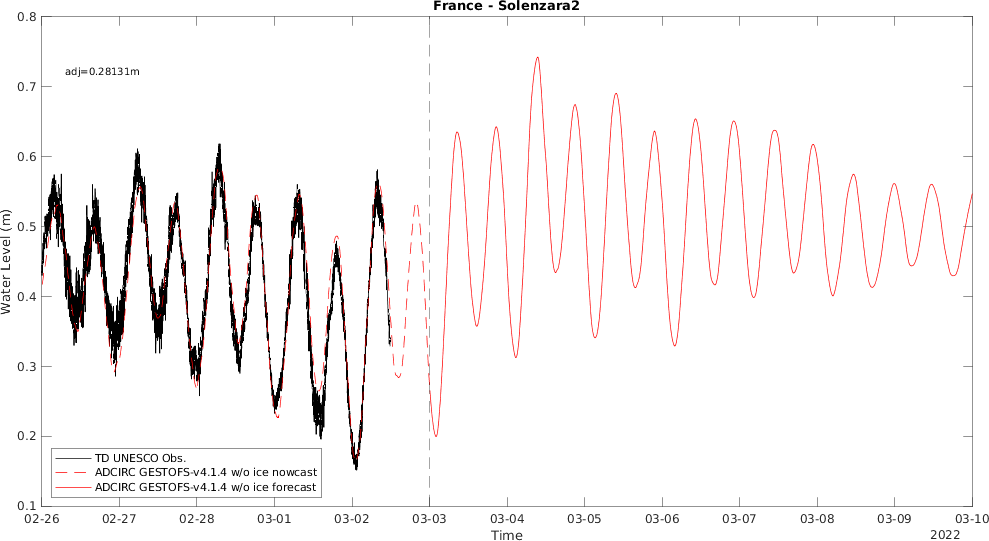 France - Solenzara2
0.8
0.7
0.6
0.5
0.4
0.3
0.2
0.1
Water Level (m)
adj=0.28131m
TD UNESCO Obs.
ADCIRC GESTOFS-v4.1.4 w/o ice nowcast
ADCIRC GESTOFS-v4.1.4 w/o ice forecast
02-26 02-27 02-28 03-01 03-02 03-03 03-04 03-05 03-06 03-07 03-08 03-09 03-10
Time
2022